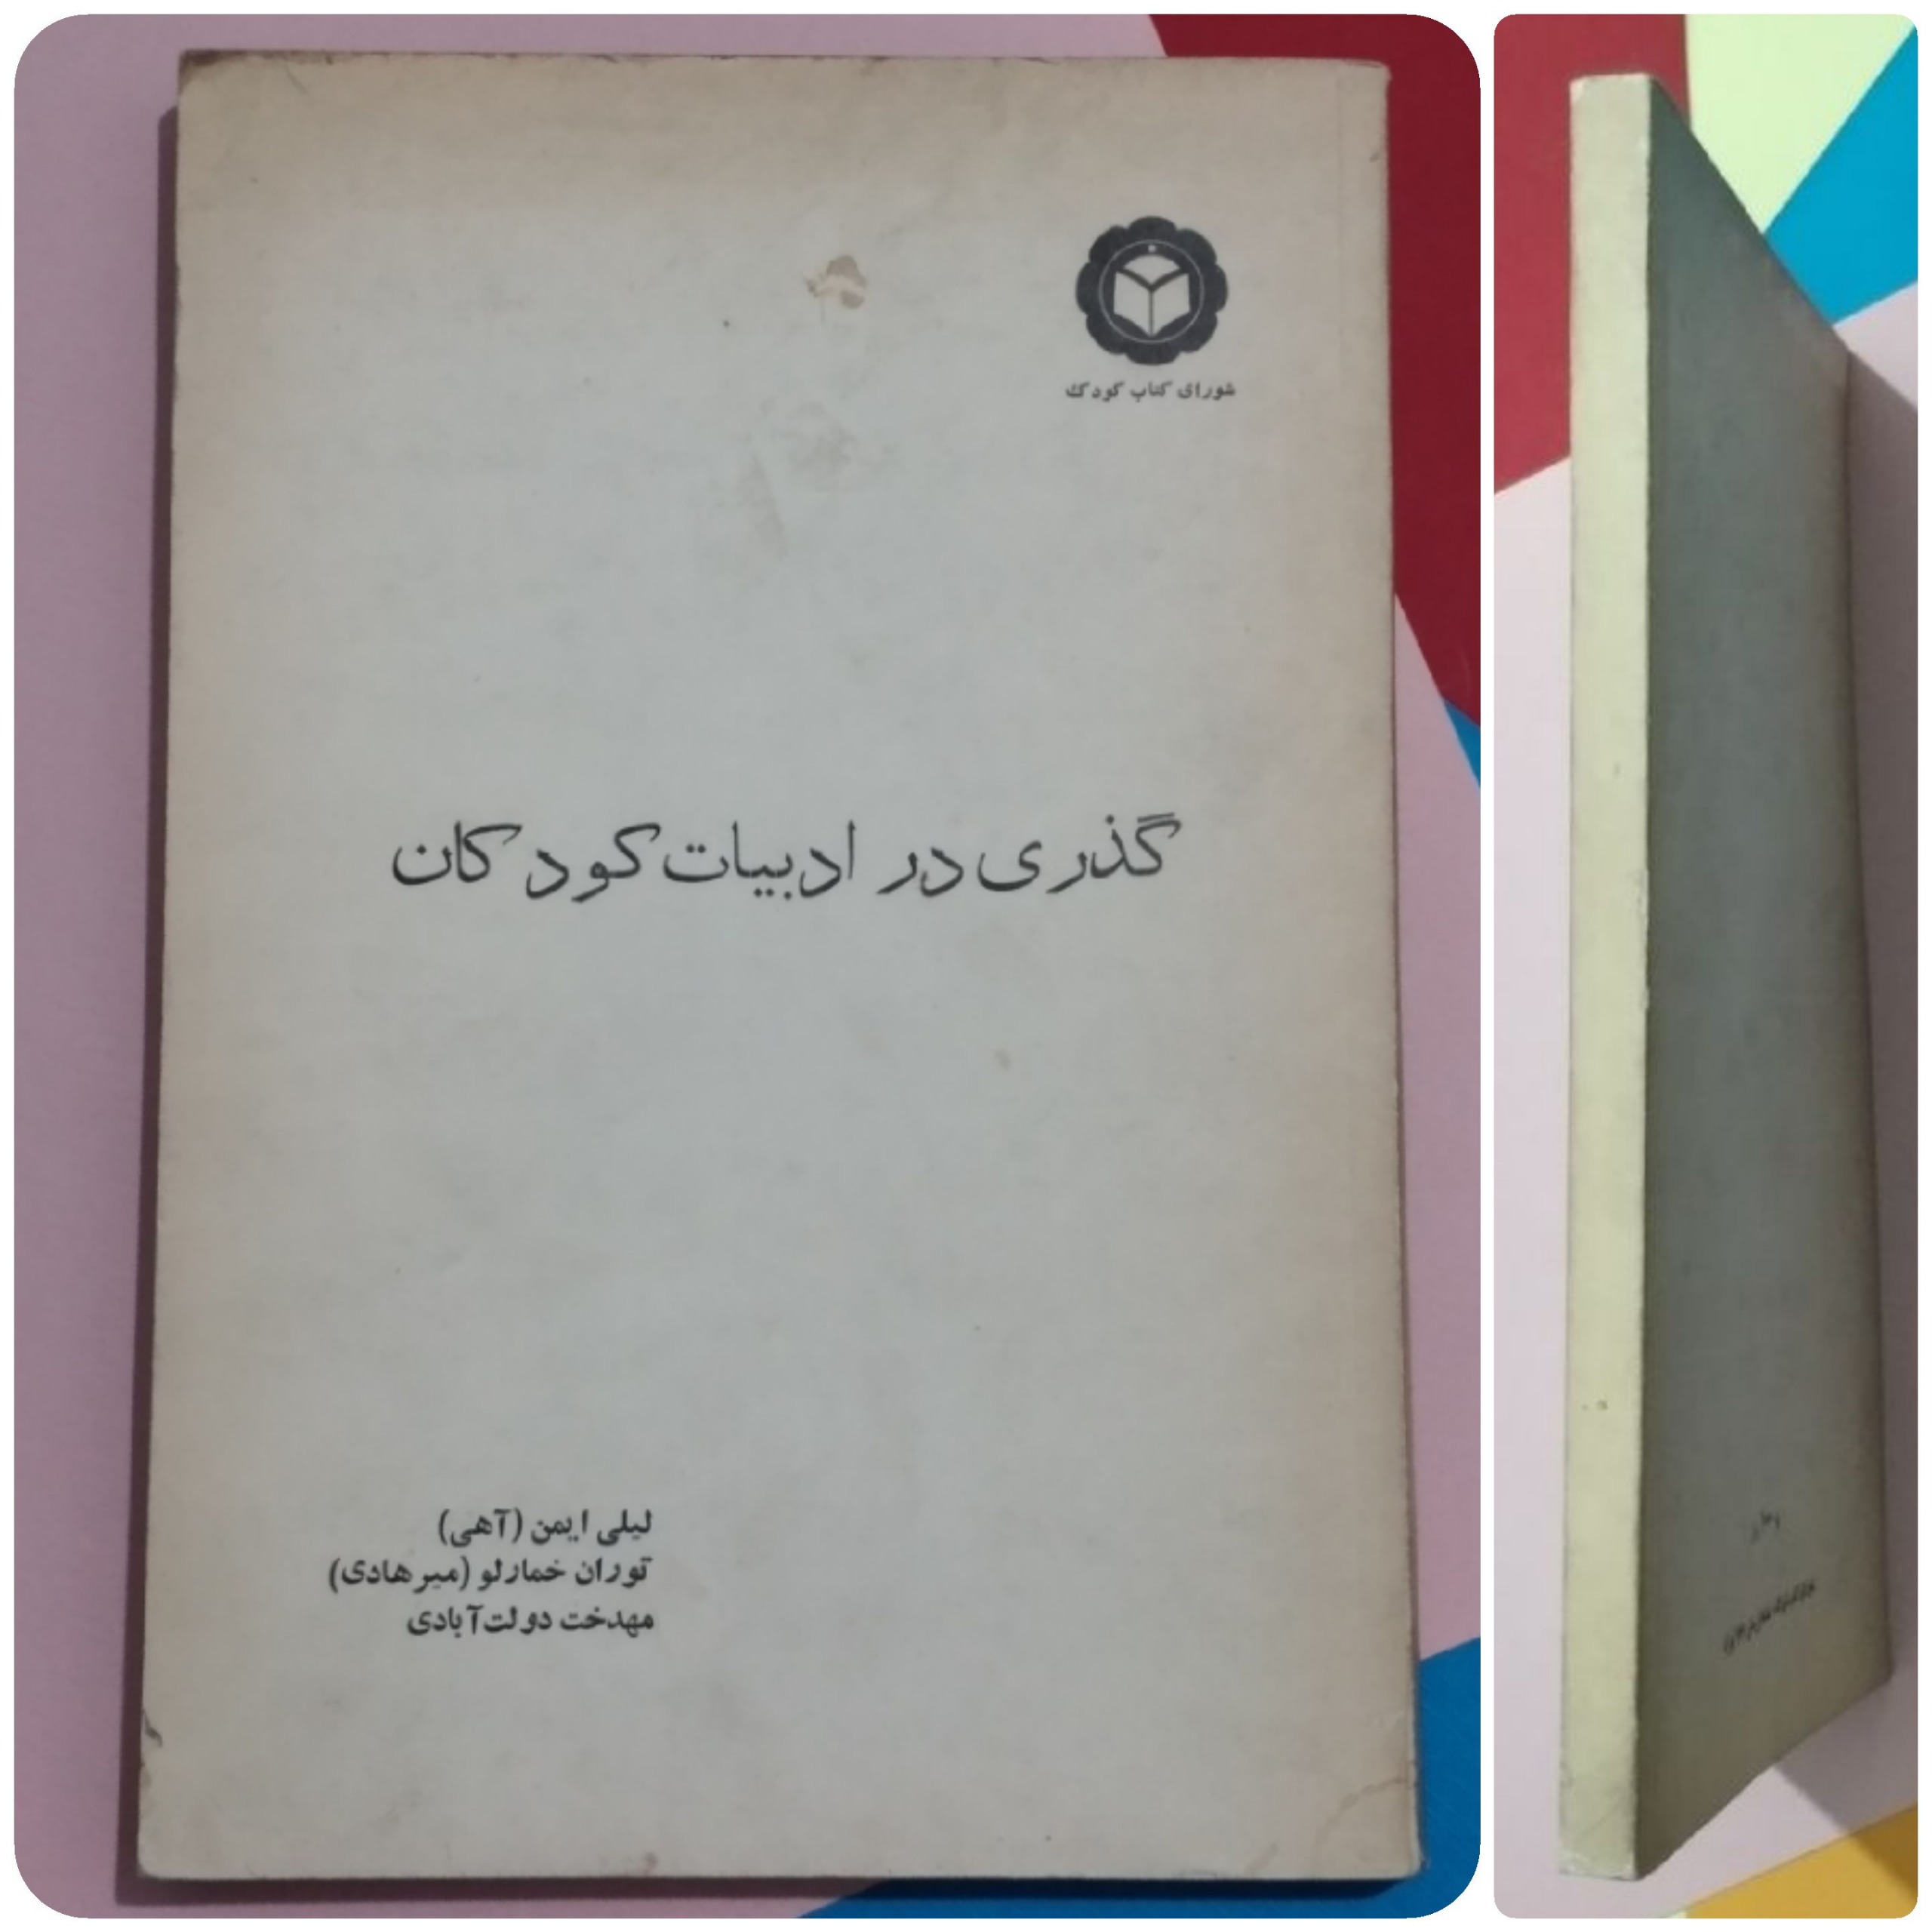 شورای کتاب کودک
گذری در ادبیات کودکان
لیلی ایمن (آهی)
توران خمارلو (میرهادی)
مهدخت دولت‌آبادی